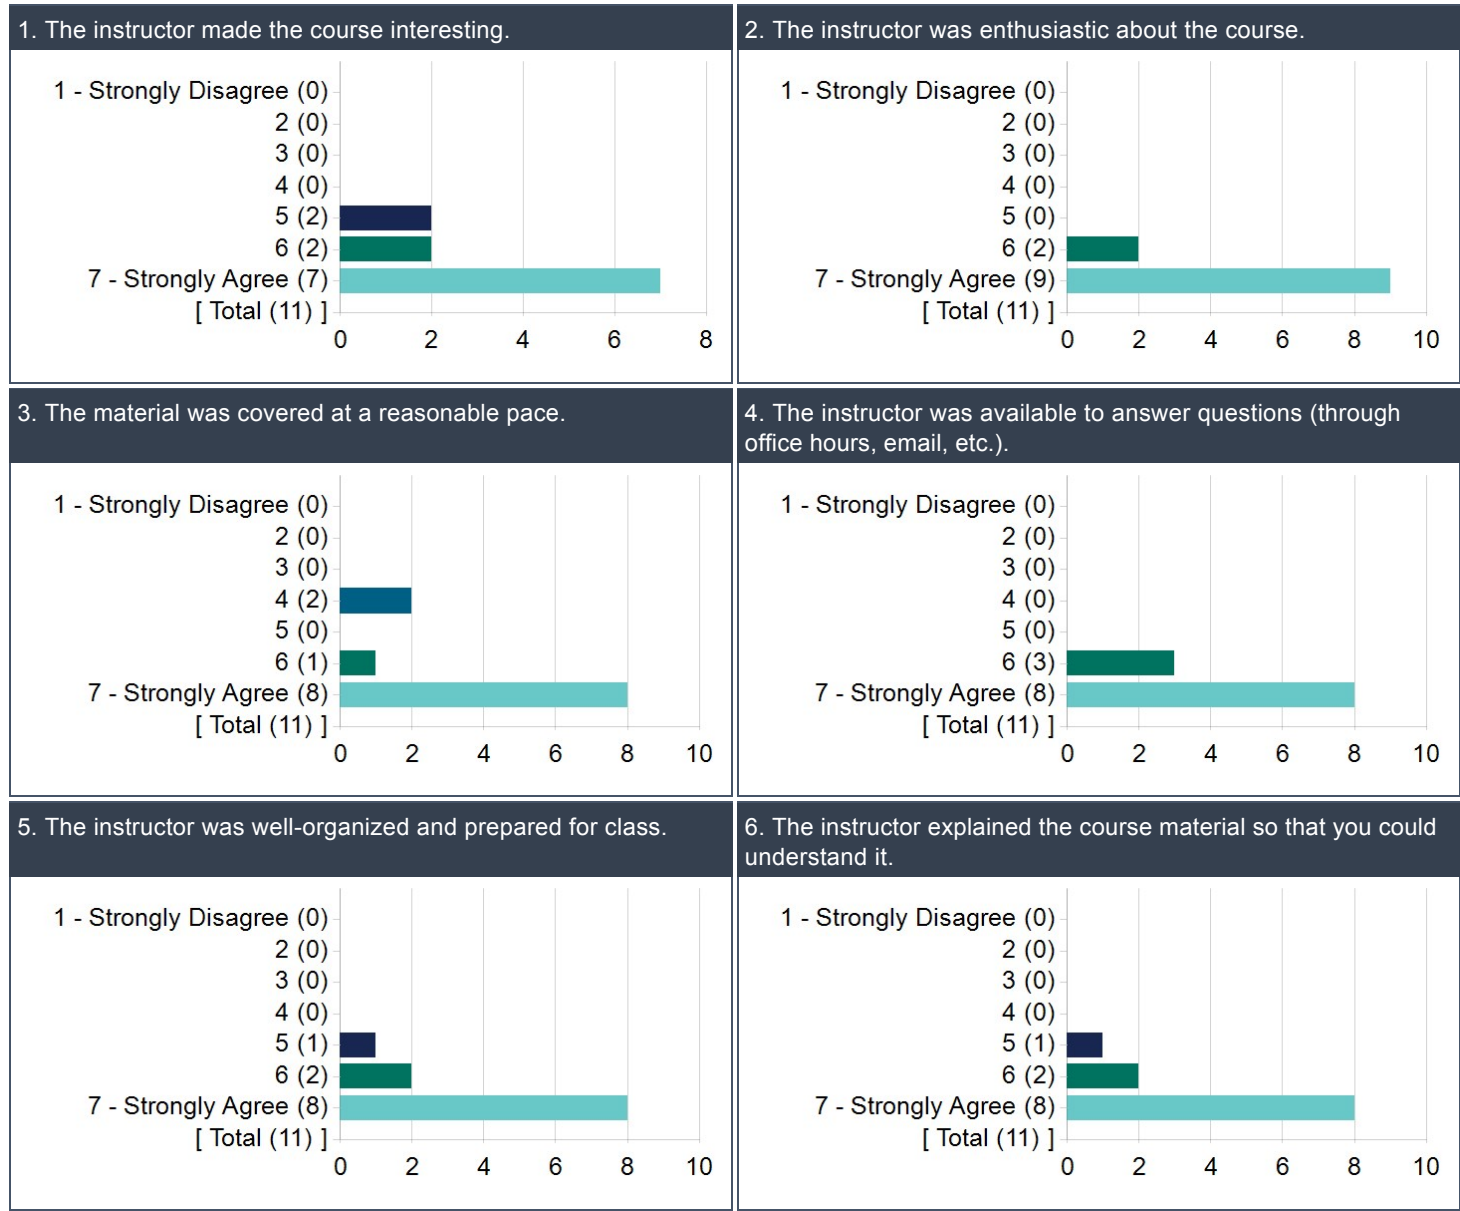 1. The instructor made the course interesting.
1 - Strongly Disagree (0)
2 (0)
3 (0)
4 (0)
5 (2)
6 (2)
7 - Strongly Agree (7)
[ Total (11) ]
0 2 4 6 8
2. The instructor was enthusiastic about the course.
1 - Strongly Disagree (0)
2 (0)
3 (0)
4 (0)
5 (0)
6 (2)
7 - Strongly Agree (9)
[ Total (11) ]
0 2 4 6 8 10
3. The material was covered at a reasonable pace.
1 - Strongly Disagree (0)
2 (0)
3 (0)
4 (2)
5 (0)
6 (1)
7 - Strongly Agree (8)
[ Total (11) ]
0 2 4 6 8 10
4. The instructor was available to answer questions (through
office hours, email, etc.).
1 - Strongly Disagree (0)
2 (0)
3 (0)
4 (0)
5 (0)
6 (3)
7 - Strongly Agree (8)
[ Total (11) ]
0 2 4 6 8 10
5. The instructor was well-organized and prepared for class.
1 - Strongly Disagree (0)
2 (0)
3 (0)
4 (0)
5 (1)
6 (2)
7 - Strongly Agree (8)
[ Total (11) ]
0 2 4 6 8 10
6. The instructor explained the course material so that you could
understand it.
1 - Strongly Disagree (0)
2 (0)
3 (0)
4 (0)
5 (1)
6 (2)
7 - Strongly Agree (8)
[ Total (11) ]
0 2 4 6 8 10